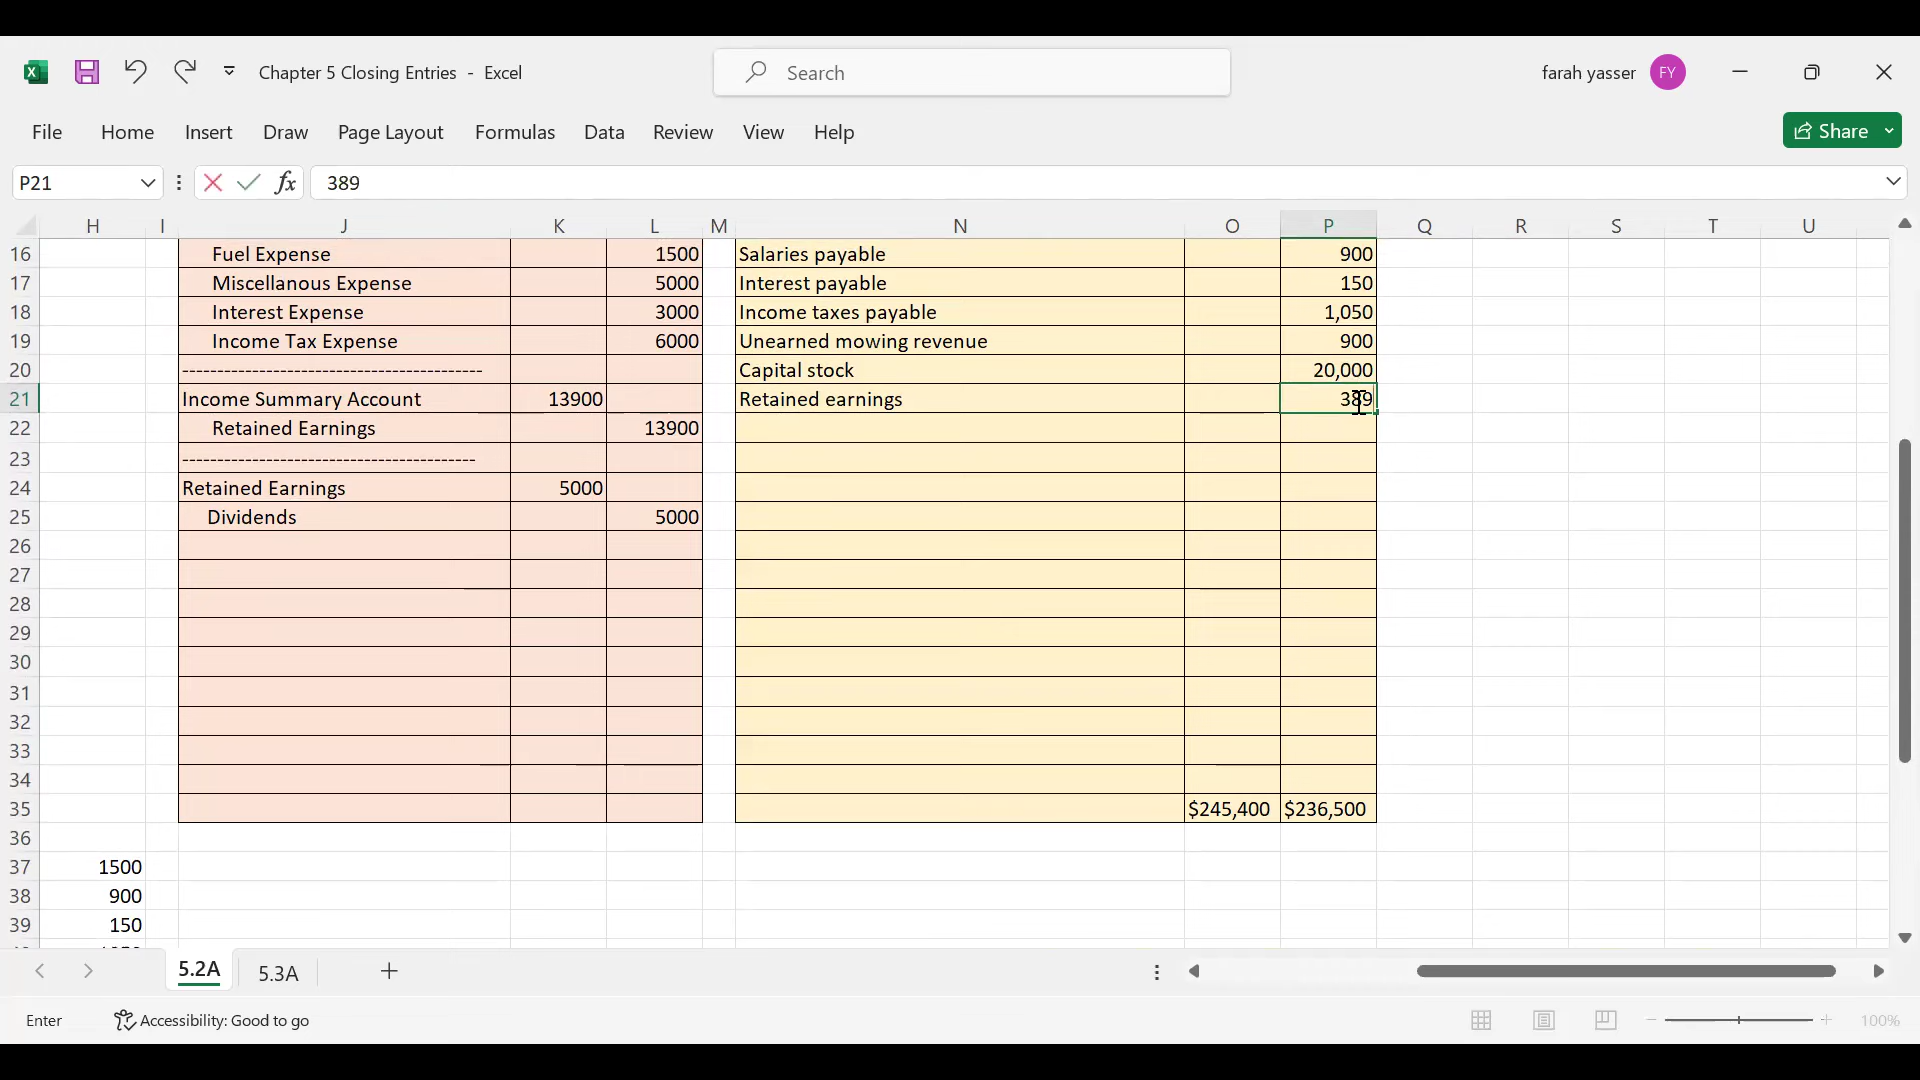 Chapter 5 Closing Entries - Excel
Search
farah yasser FY
File Home Insert Draw Page Layout Formulas Data Review View Help
Share
P21 fx 389
H I J K L M N O P Q R S T U
16 Fuel Expense 1500 Salaries payable 900
17 Miscellanous Expense 5000 Interest payable 150
18 Interest Expense 3000 Income taxes payable 1,050
19 Income Tax Expense 6000 Unearned mowing revenue 900
20 ------------------------------------------- Capital stock 20,000
21 Income Summary Account 13900 Retained earnings 389
22 Retained Earnings 13900
23 ------------------------------------------
24 Retained Earnings 5000
25 Dividends 5000
26
27
28
29
30
31
32
33
34
35 $245,400 $236,500
36
37 1500
38 900
39 150
5.2A 5.3A
Enter Accessibility: Good to go 100%